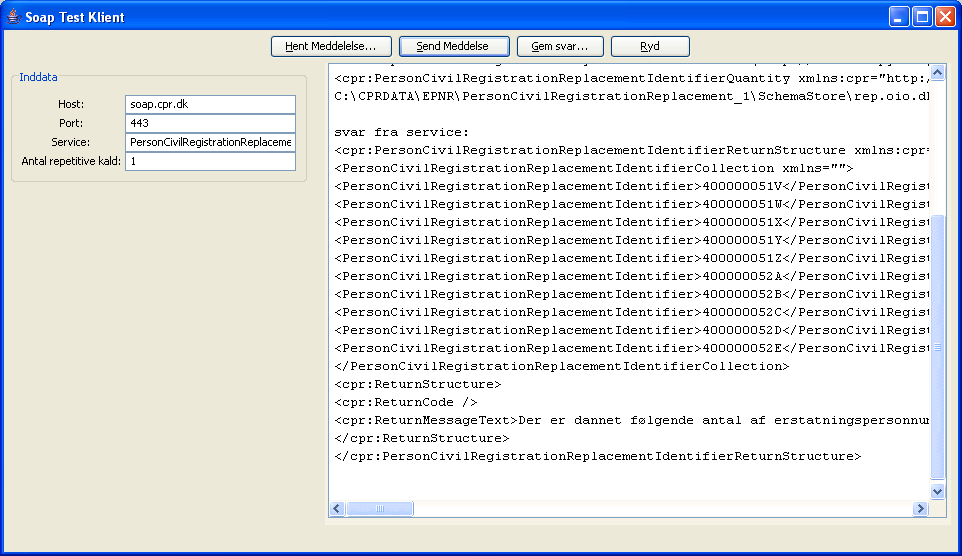 Soap Test Klient
Hent Meddelelse... Send Meddelse Gem svar... Ryd
Inddata
Host: soap.cpr.dk
Port: 443
Service: PersonCivilRegistrationReplaceme
Antal repetitive kald: 1
<cpr:PersonCivilRegistrationReplacementIdentifierQuantity xmlns:cpr="http:/
C:\CPRDATA\EPNR\PersonCivilRegistrationReplacement_1\SchemaStore\rep.oio.dk
svar fra service:
<cpr:PersonCivilRegistrationReplacementIdentifierReturnStructure xmlns:cpr=
<PersonCivilRegistrationReplacementIdentifierCollection xmlns="">
<PersonCivilRegistrationReplacementIdentifier>400000051V</PersonCivilRegist
<PersonCivilRegistrationReplacementIdentifier>400000051W</PersonCivilRegist
<PersonCivilRegistrationReplacementIdentifier>400000051X</PersonCivilRegist
<PersonCivilRegistrationReplacementIdentifier>400000051Y</PersonCivilRegist
<PersonCivilRegistrationReplacementIdentifier>400000051Z</PersonCivilRegist
<PersonCivilRegistrationReplacementIdentifier>400000052A</PersonCivilRegist
<PersonCivilRegistrationReplacementIdentifier>400000052B</PersonCivilRegist
<PersonCivilRegistrationReplacementIdentifier>400000052C</PersonCivilRegist
<PersonCivilRegistrationReplacementIdentifier>400000052D</PersonCivilRegist
<PersonCivilRegistrationReplacementIdentifier>400000052E</PersonCivilRegist
</PersonCivilRegistrationReplacementIdentifierCollection>
<cpr:ReturnStructure>
<cpr:ReturnCode />
<cpr:ReturnMessageText>Der er dannet følgende antal af erstatningspersonnum
</cpr:ReturnStructure>
</cpr:PersonCivilRegistrationReplacementIdentifierReturnStructure>